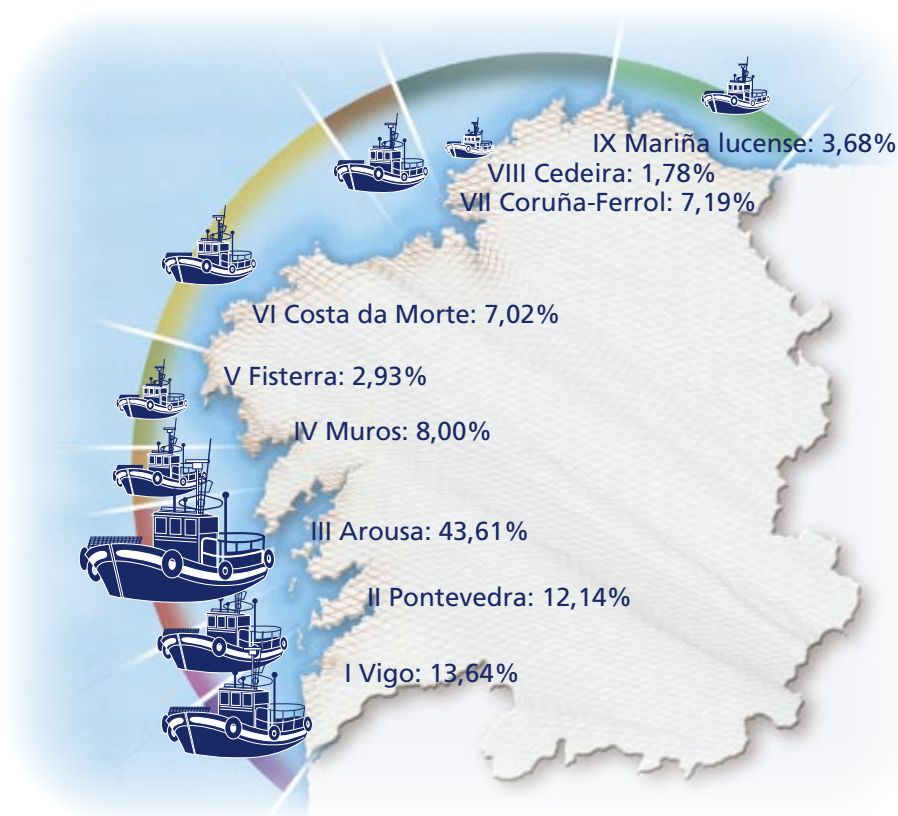 IX Mariña lucense: 3,68%
VIII Cedeira: 1,78%
VII Coruña-Ferrol: 7,19%
VI Costa da Morte: 7,02%
V Fisterra: 2,93%
IV Muros: 8,00%
III Arousa: 43,61%
II Pontevedra: 12,14%
I Vigo: 13,64%